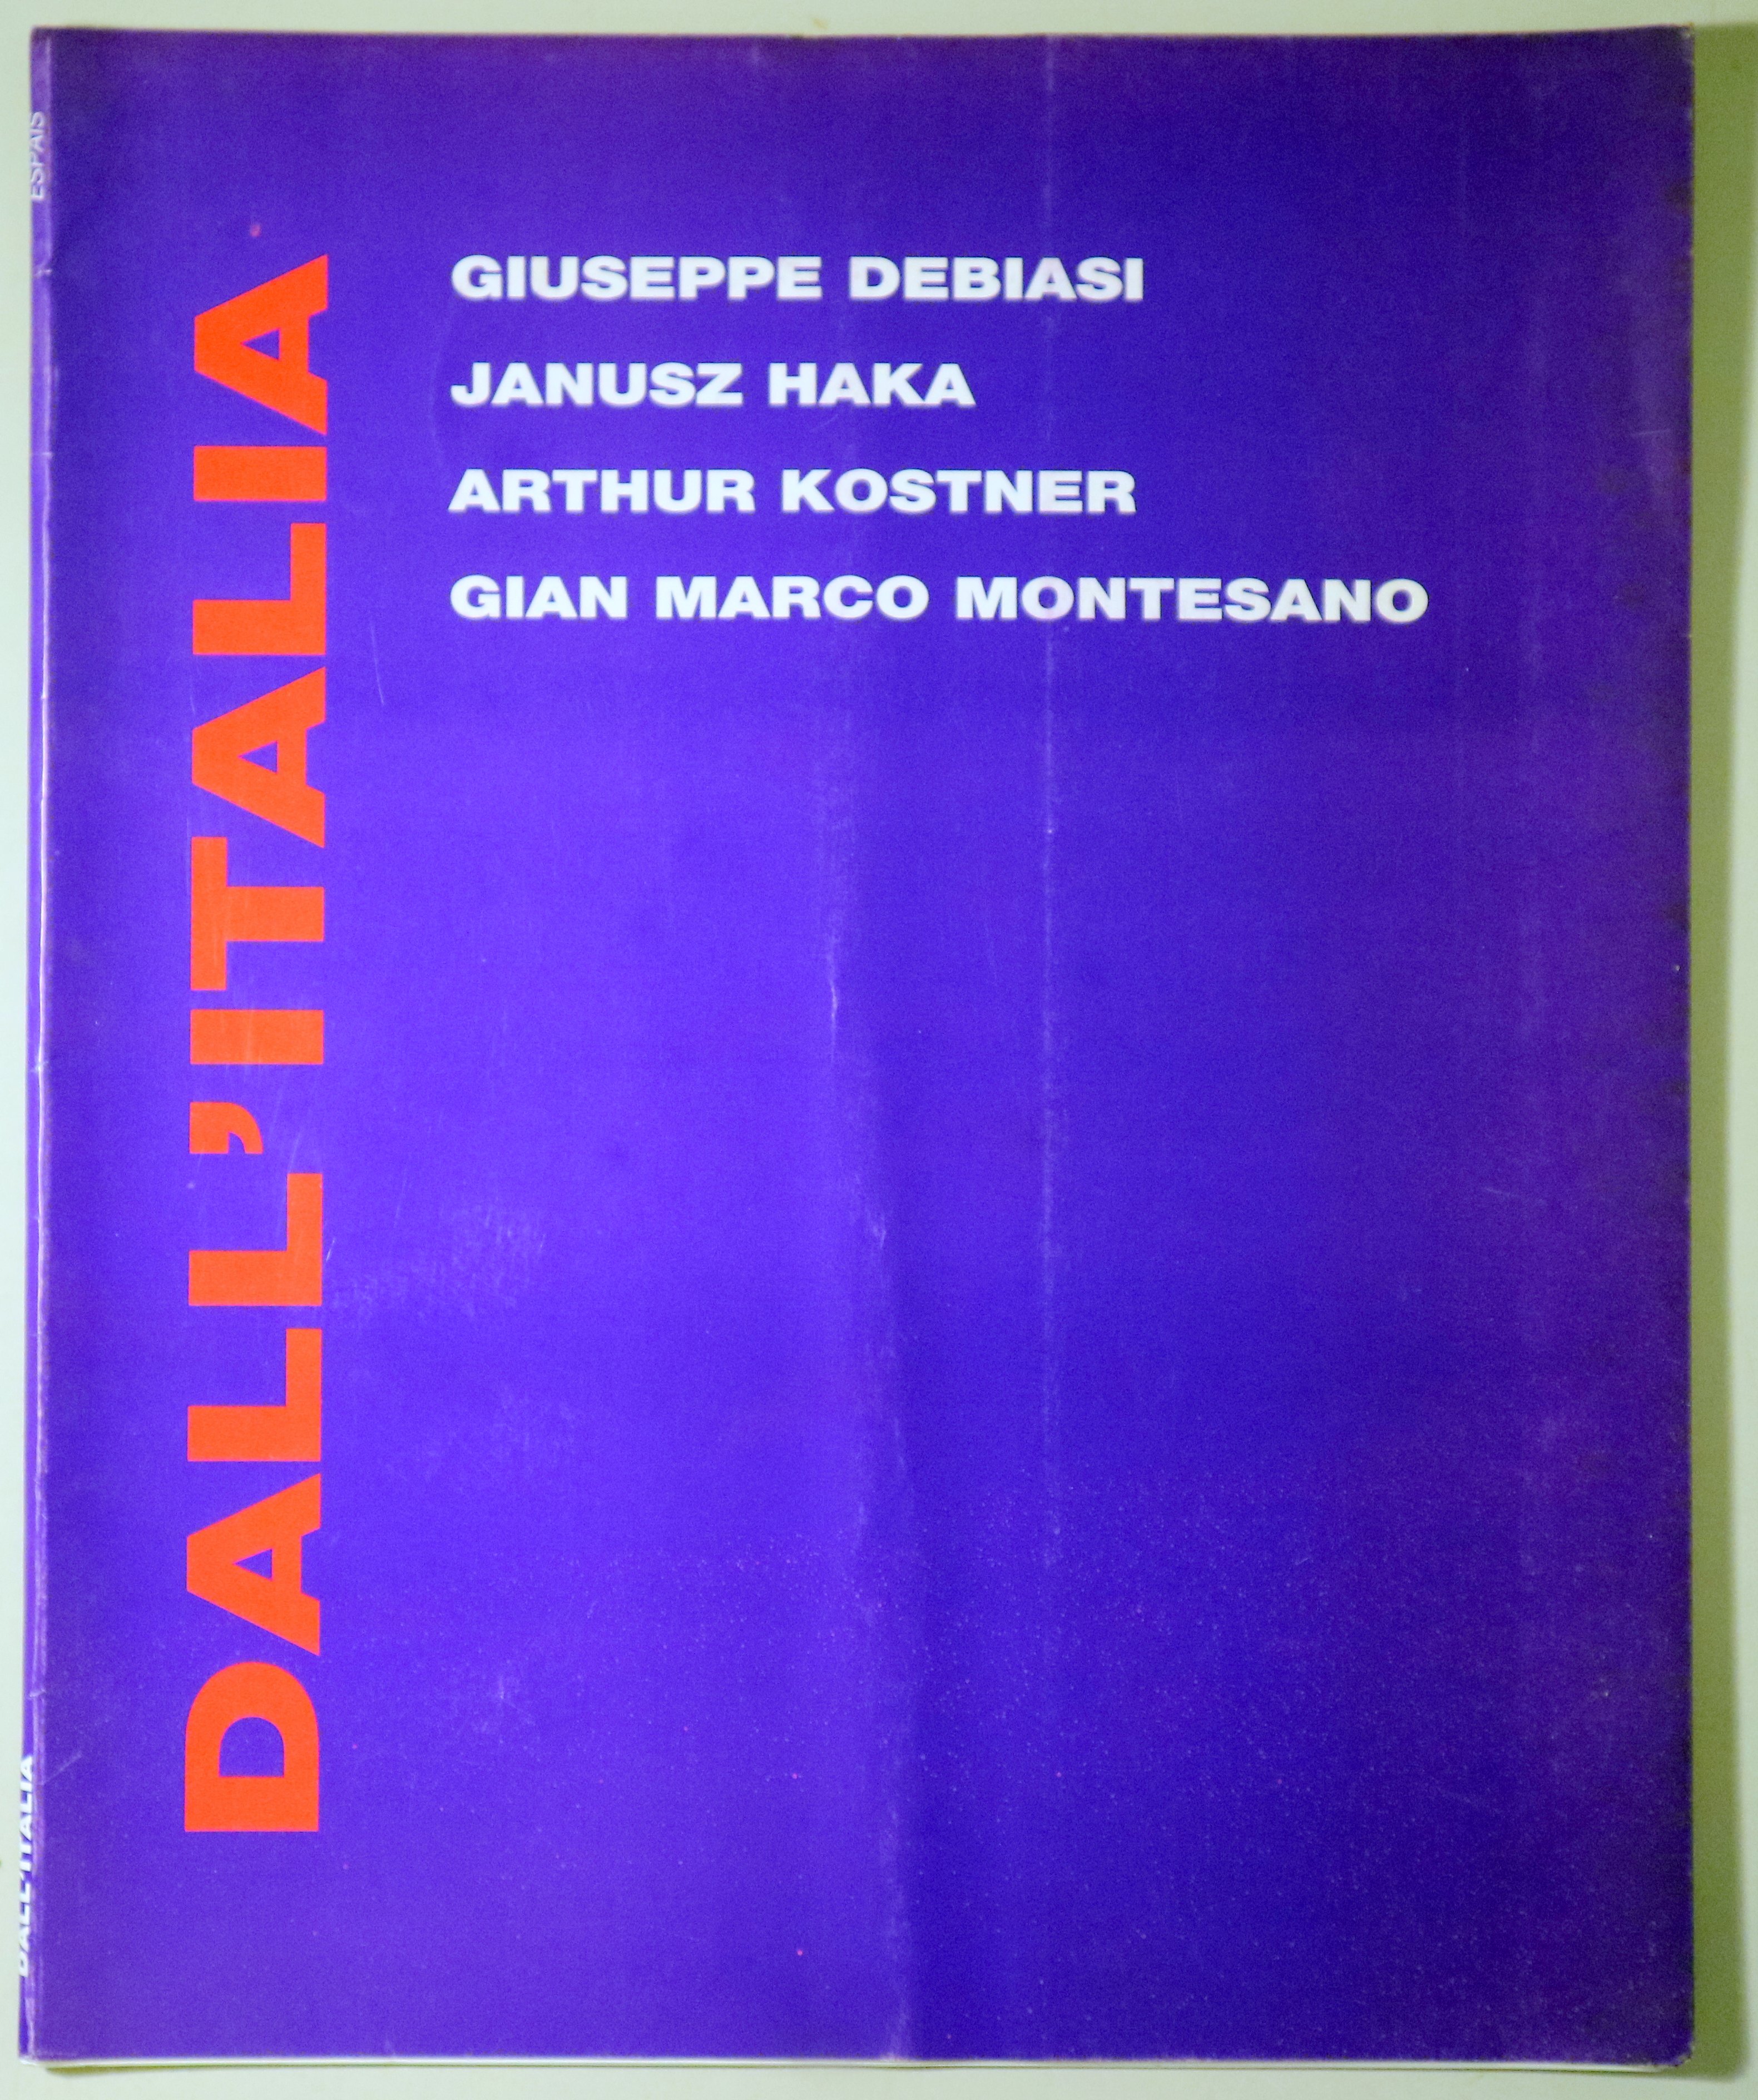 DALL'ITALIA
GIUSEPPE DEBIASI
JANUSZ HAKA
ARTHUR KOSTNER
GIAN MARCO MONTESANO
ESPAIS
DALL'ITALIA